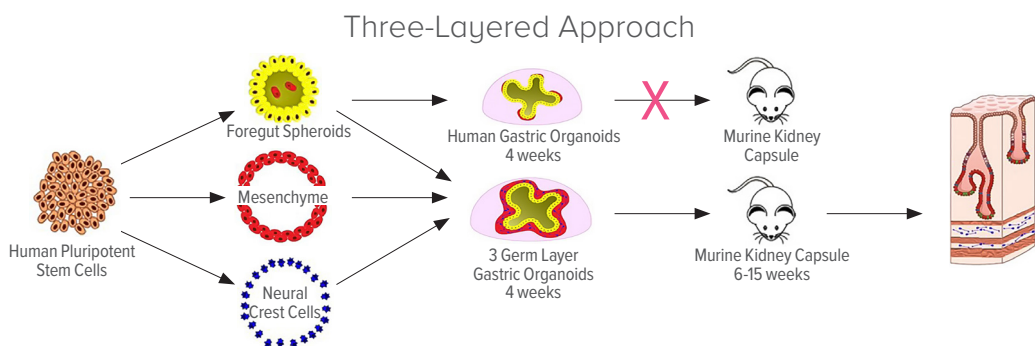 Three-Layered Approach
Foregut Spheroids
Human Gastric Organoids
4 weeks
X
Murine Kidney
Capsule
Human Pluripotent
Stem Cells
Mesenchyme
3 Germ Layer
Gastric Organoids
4 weeks
Murine Kidney Capsule
6-15 weeks
Neural
Crest Cells